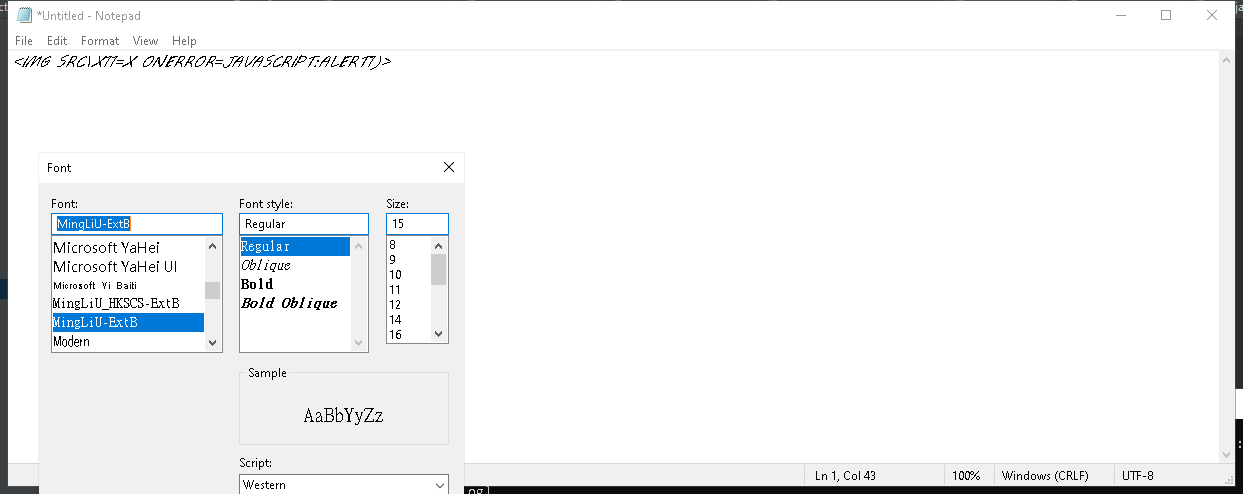 *Untitled - Notepad
File Edit Format View Help
<IMG SRC\XTT=X ONERROR=JAVASCRIPT:ALERTT)>
Font
Font: Font style: Size:
MingLiU-ExtB Regular 15
Microsoft YaHei
Microsoft YaHei UI
Microsoft Yi Baiti
MingLiU_HKSCS-ExtB
MingLiU-ExtB
Modern
Regular
Oblique
Bold
Bold Oblique
8
9
10
11
12
14
16
Sample
AaBbYyZz
Script:
Western
Ln 1, Col 43 100% Windows (CRLF) UTF-8